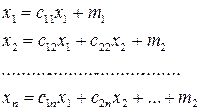 x₁ = c₁₁x₁ + m₁
x₂ = c₁₂x₁ + c₂₂x₂ + m₂
................................
xₙ = c₁ₙx₁ + c₂ₙx₂ + ... + m₂